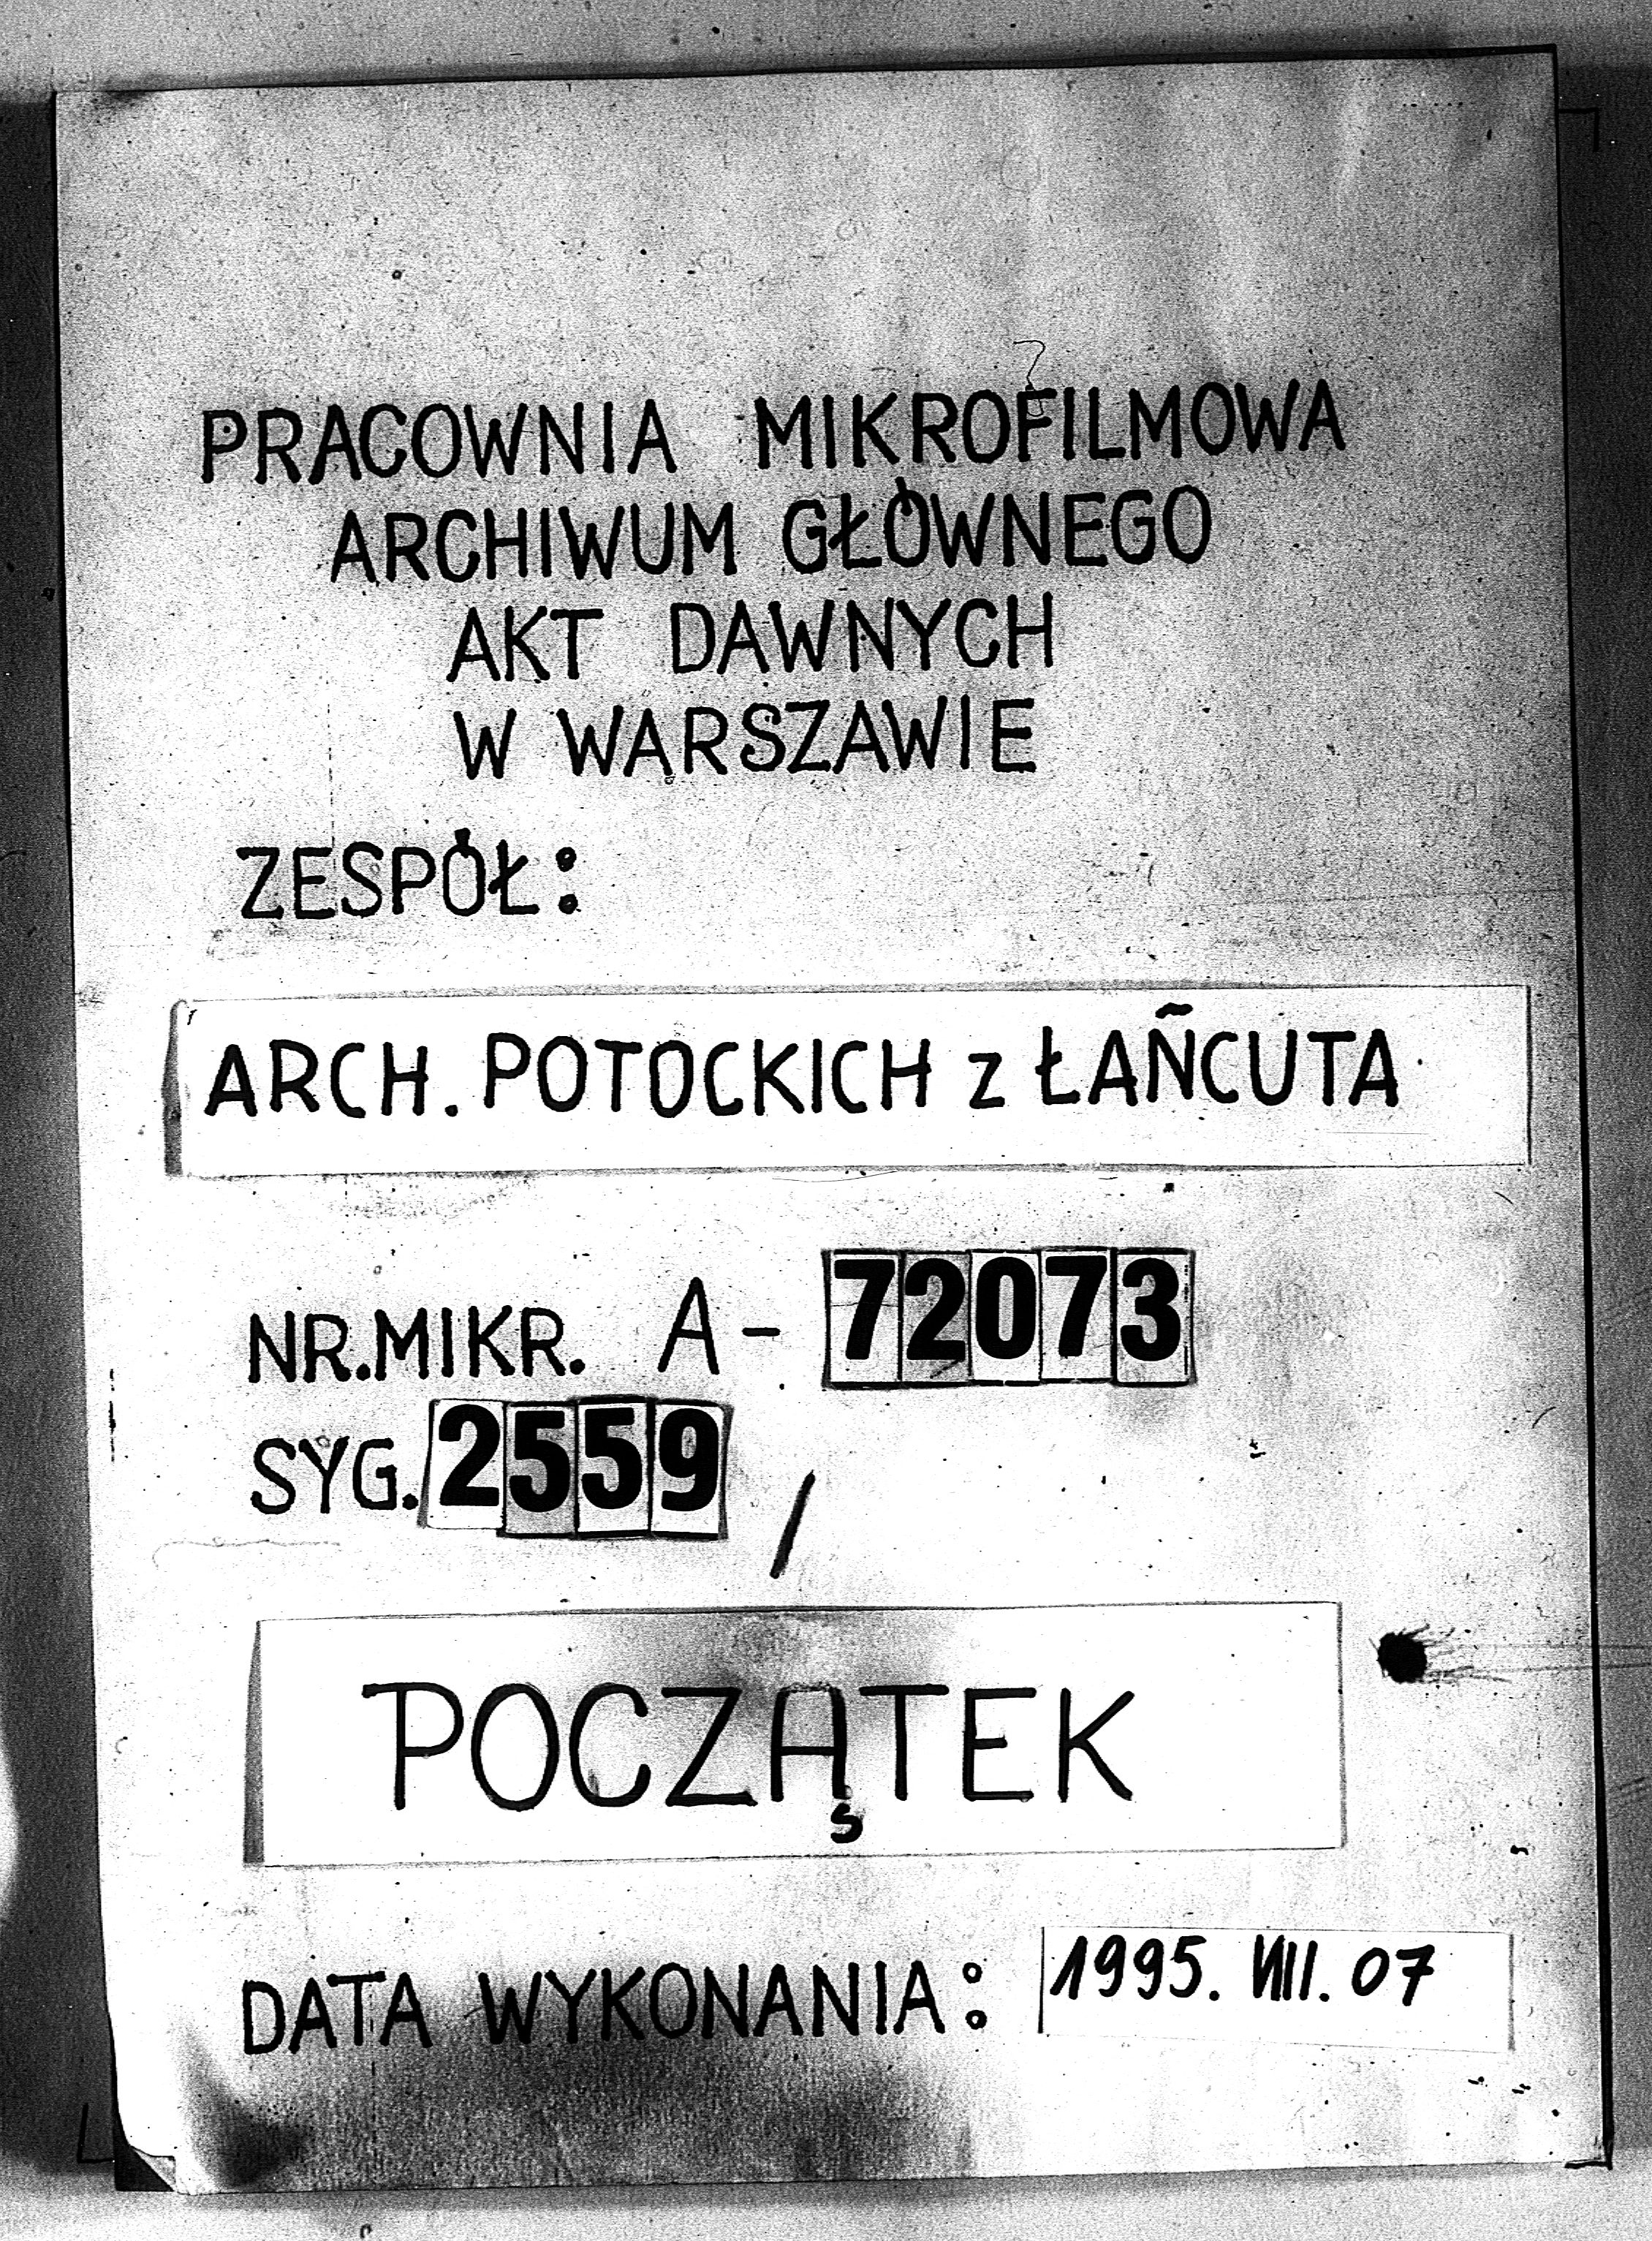 PRACOWNIA MIKROFILMOWA
ARCHIWUM GŁÓWNEGO
AKT DAWNYCH
W WARSZAWIE
ZESPÓŁ:
ARCH. POTOCKICH z ŁAŃCUTA
NR.MIKR. A-72073
SYG. 2559 /
POCZĄTEK
DATA WYKONANIA: 1995. VIII. 07